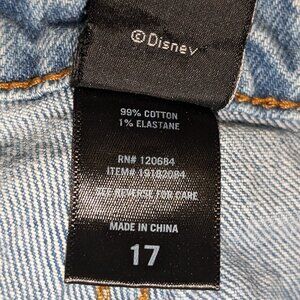 ©Disney
99% COTTON
1% ELASTANE
RN# 120684
ITEM# 19182084
SEE REVERSE FOR CARE
MADE IN CHINA
17